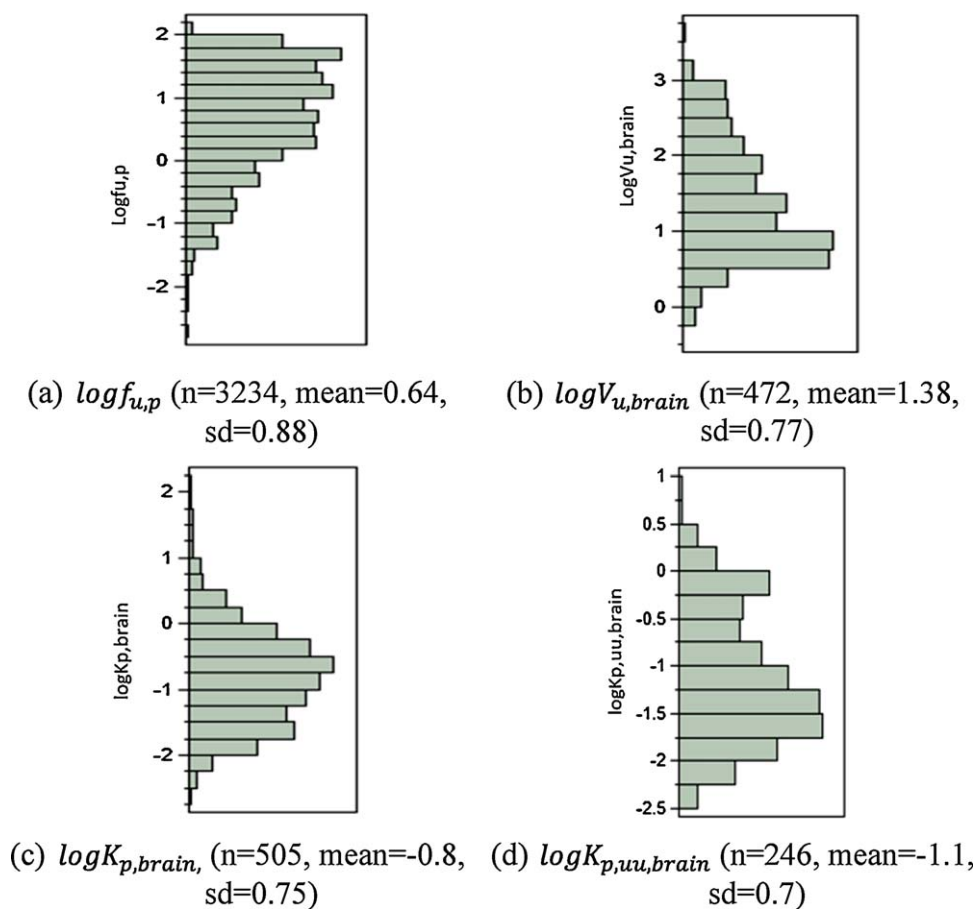 2
1
0
-1
-2
Logfu,p
3
2
1
0
LogVu,brain
(a) logf_{u,p} (n=3234, mean=0.64,
sd=0.88)
(b) logV_{u,brain} (n=472, mean=1.38,
sd=0.77)
2
1
0
-1
-2
logKp,brain
1
0.5
0
-0.5
-1
-1.5
-2
-2.5
logKp,uu,brain
(c) logK_{p,brain,} (n=505, mean=-0.8,
sd=0.75)
(d) logK_{p,uu,brain} (n=246, mean=-1.1,
sd=0.7)